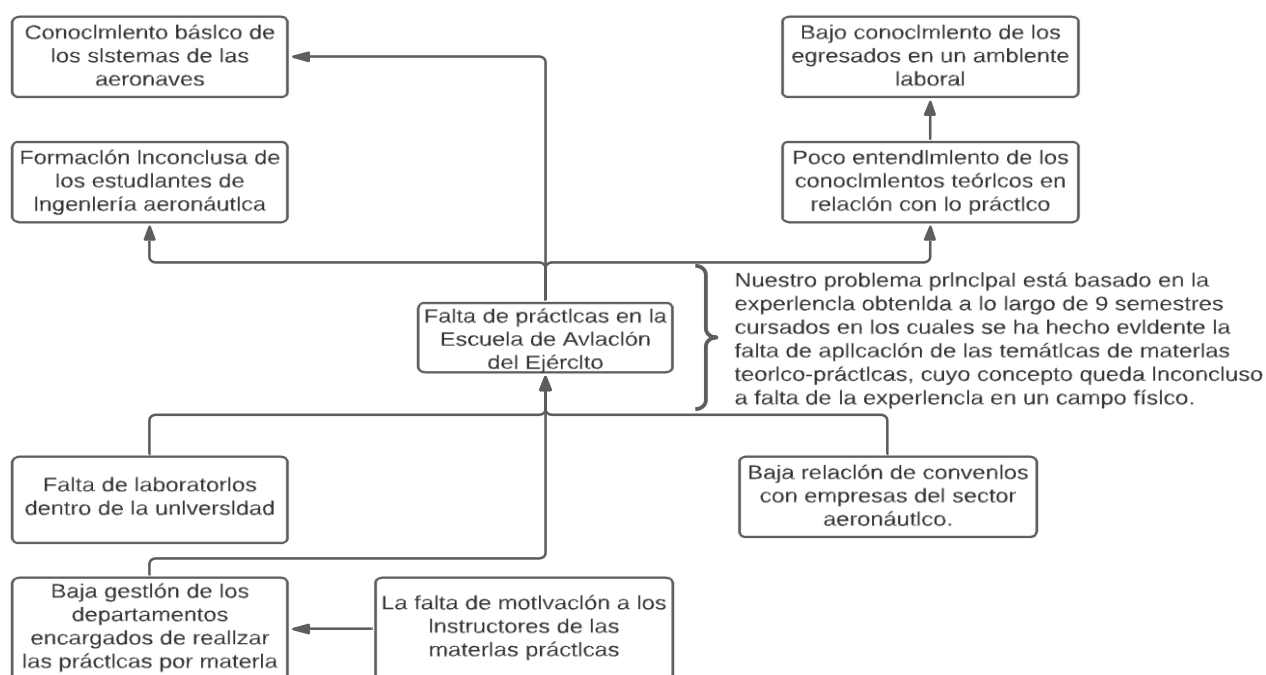 Conocimiento básico de
los sistemas de las
aeronaves
Bajo conocimiento de los
egresados en un ambiente
laboral
Formación Inconclusa de
los estudiantes de
Ingeniería aeronáutica
Poco entendimiento de los
conocimientos teóricos en
relación con lo práctico
Falta de prácticas en la
Escuela de Aviación
del Ejército
Nuestro problema principal está basado en la
experiencia obtenida a lo largo de 9 semestres
cursados en los cuales se ha hecho evidente la
falta de aplicación de las temáticas de materias
teorico-prácticas, cuyo concepto queda inconcluso
a falta de la experiencia en un campo físico.
Falta de laboratorios
dentro de la universidad
Baja relación de convenios
con empresas del sector
aeronáutico.
Baja gestión de los
departamentos
encargados de realizar
las prácticas por materia
La falta de motivación a los
Instructores de las
materias prácticas